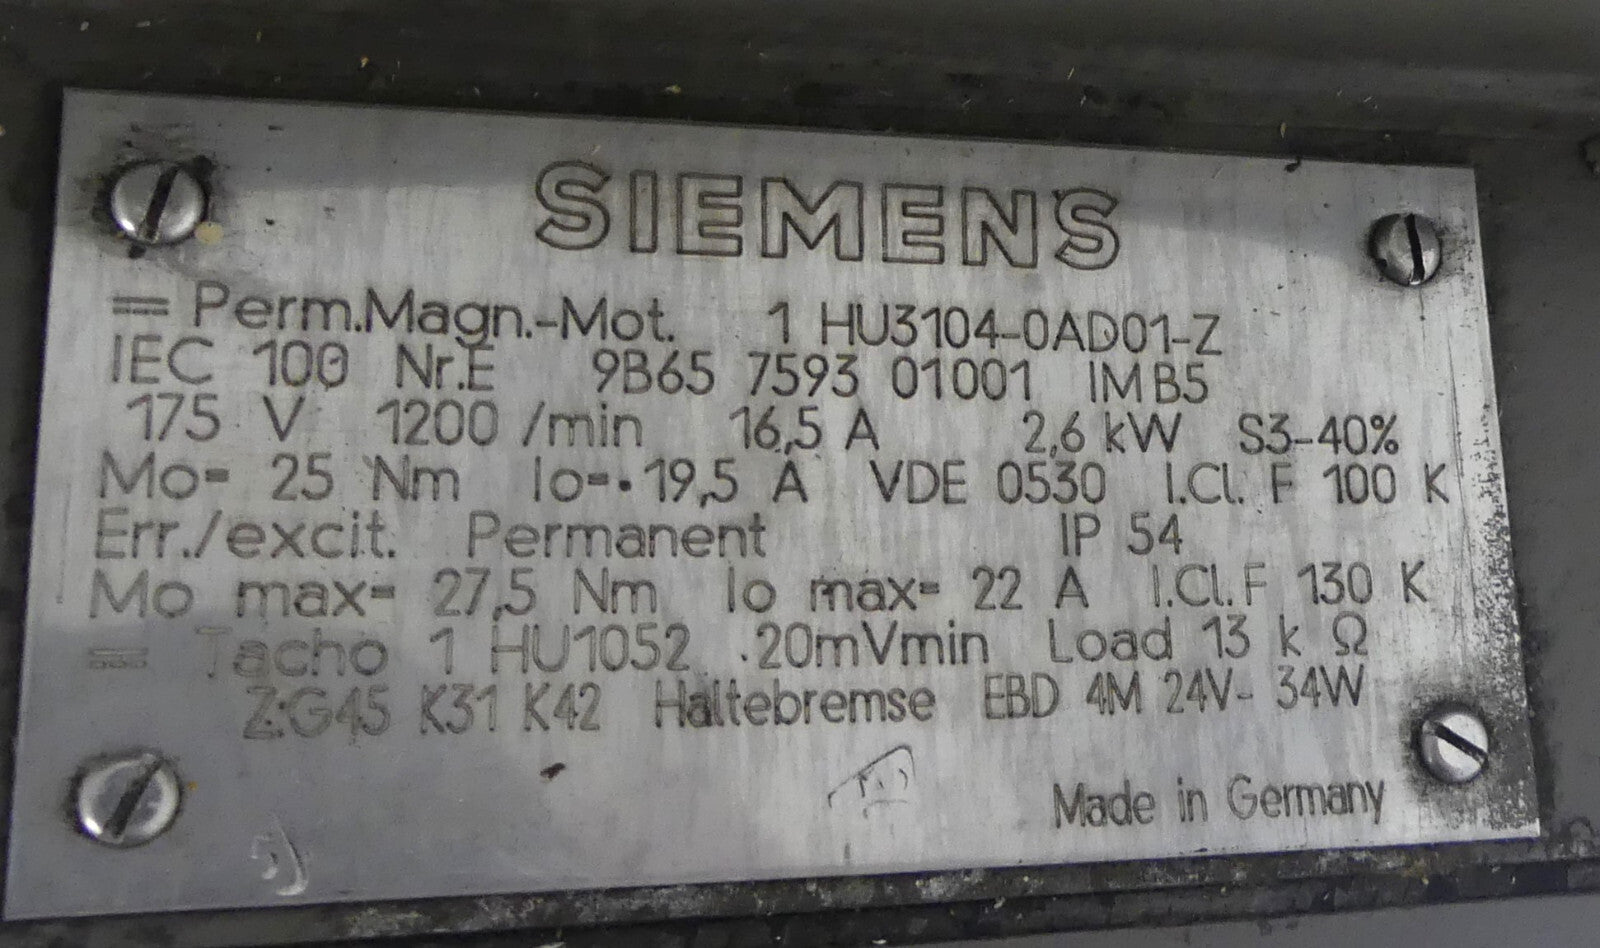 SIEMENS
= Perm.Magn.-Mot. 1 HU3104-0AD01-Z
IEC 100 Nr.E 9B65 7593 01001 IMB5
175 V 1200 /min 16,5 A 2,6 kW S3-40%
Mo= 25 Nm Io=. 19,5 A VDE 0530 I.Cl. F 100 K
Err./excit. Permanent IP 54
Mo max= 27,5 Nm Io max= 22 A I.Cl.F 130 K
= Tacho 1 HU1052 .20mVmin Load 13 k Ω
Z:G45 K31 K42 Haltebremse EBD 4M 24V- 34W
Made in Germany